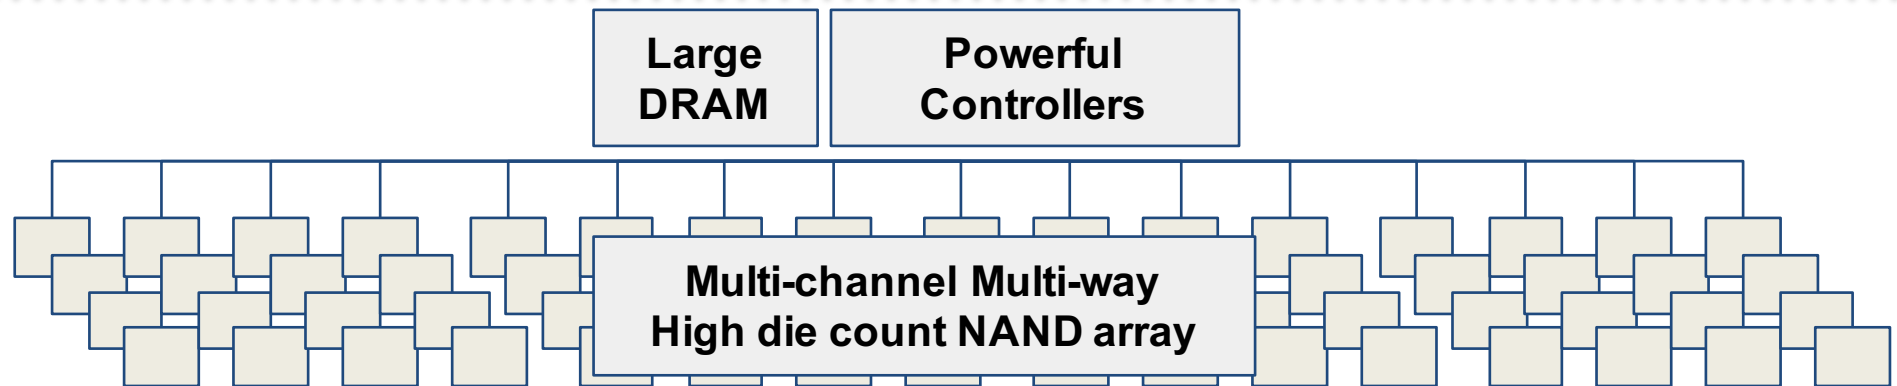 Large
DRAM
Powerful
Controllers
Multi-channel Multi-way
High die count NAND array